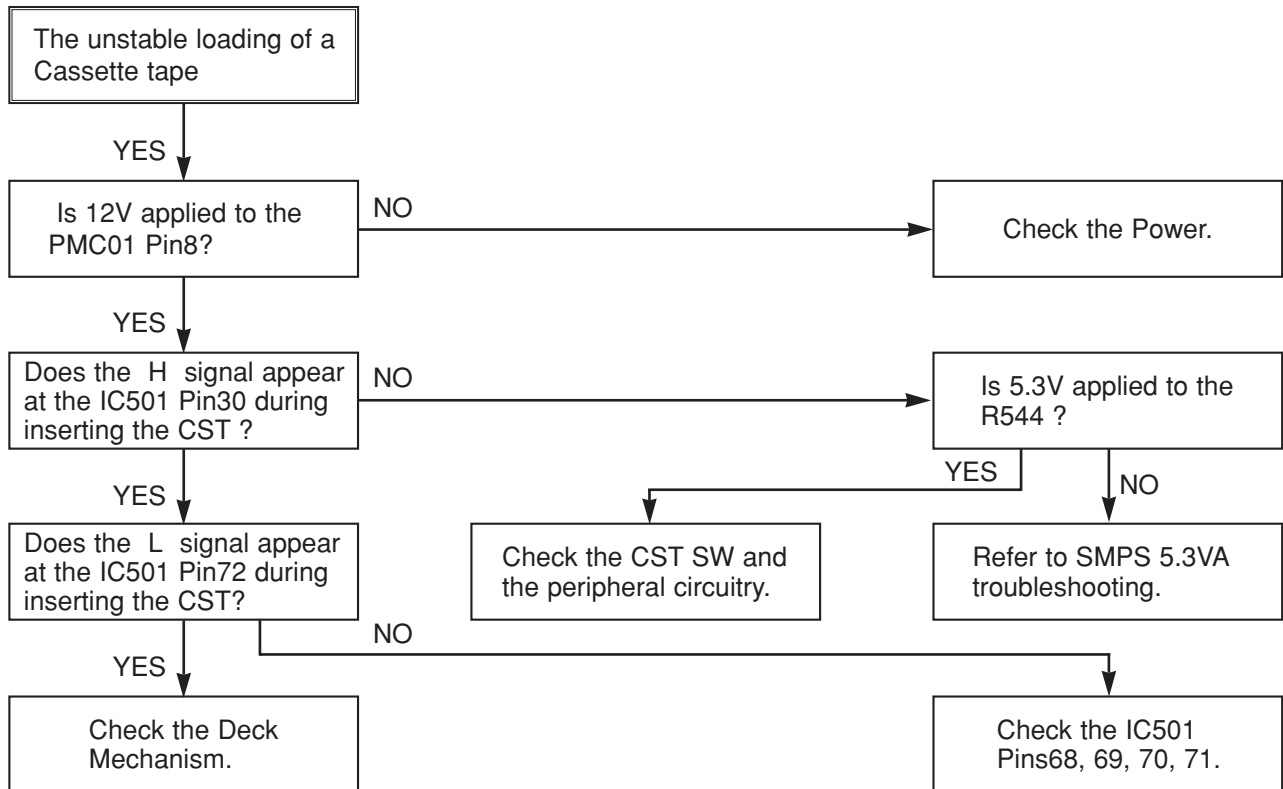 The unstable loading of a
Cassette tape
YES
Is 12V applied to the
PMC01 Pin8?
NO
Check the Power.
YES
Does the H signal appear
at the IC501 Pin30 during
inserting the CST ?
NO
Is 5.3V applied to the
R544 ?
YES
NO
YES
Does the L signal appear
at the IC501 Pin72 during
inserting the CST?
Check the CST SW and
the peripheral circuitry.
Refer to SMPS 5.3VA
troubleshooting.
NO
YES
Check the Deck
Mechanism.
Check the IC501
Pins68, 69, 70, 71.